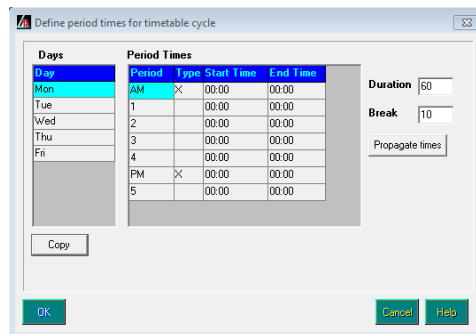 Define period times for timetable cycle
Days
Period Times
Day
Mon
Tue
Wed
Thu
Fri
Period Type Start Time End Time
AM X 00:00 00:00
1 00:00 00:00
2 00:00 00:00
3 00:00 00:00
4 00:00 00:00
PM X 00:00 00:00
5 00:00 00:00
Duration 60
Break 10
Propagate times
Copy
OK
Cancel Help